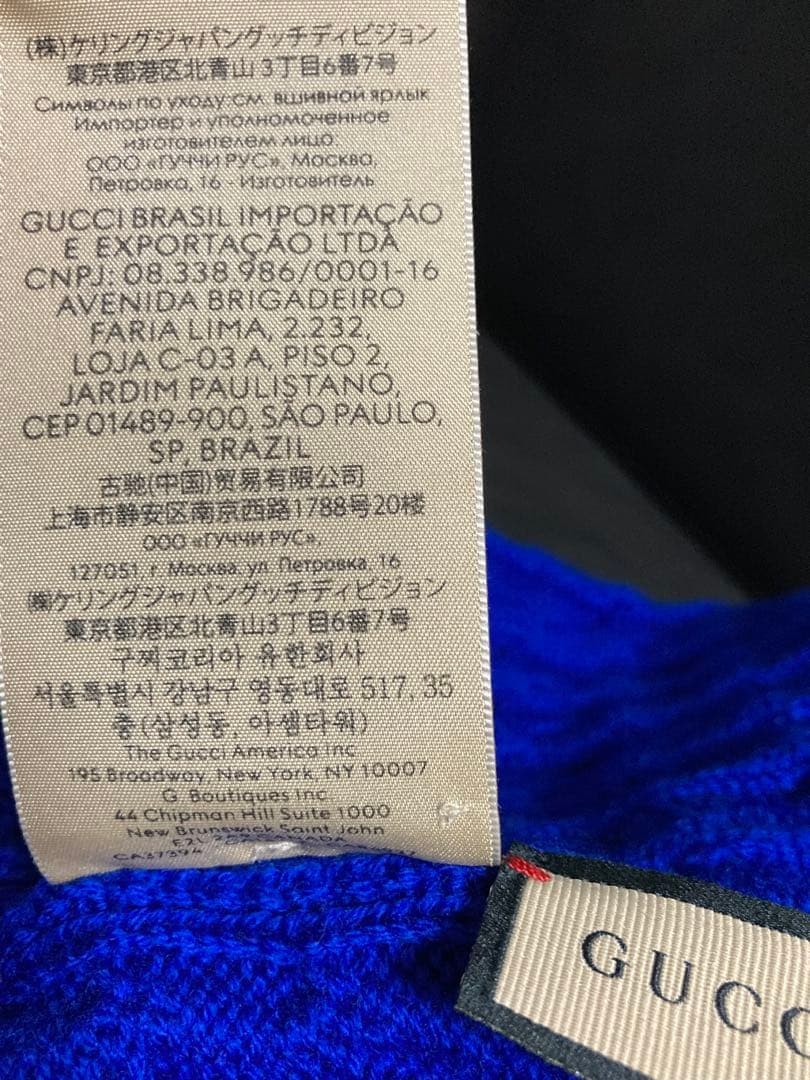 (株)ケリングジャパングッチディビジョン
東京都港区北青山3丁目6番7号
Символы по уходу:см. вшивной ярлык
Импортер и уполномоченное
изготовителем лицо:
ООО «ГУЧЧИ РУС», Москва,
Петровка, 16 - Изготовитель
GUCCI BRASIL IMPORTAÇÃO
E EXPORTAÇÃO LTDA
CNPJ: 08.338.986/0001-16
AVENIDA BRIGADEIRO
FARIA LIMA, 2.232,
LOJA C-03 A, PISO 2,
JARDIM PAULISTANO,
CEP 01489-900, SÃO PAULO,
SP, BRAZIL
古驰(中国)贸易有限公司
上海市静安区南京西路1788号20楼
ООО «ГУЧЧИ РУС»,
127051, г. Москва, ул. Петровка, 16
㈱ケリングジャパングッチディビジョン
東京都港区北青山3丁目6番7号
구찌코리아 유한회사
서울특별시 강남구 영동대로 517, 35
층(삼성동, 아셈타워)
The Gucci America Inc
195 Broadway, New York, NY 10007
G. Boutiques Inc
44 Chipman Hill Suite 1000
New Brunswick Saint John
E2L
CA37394
GUCC